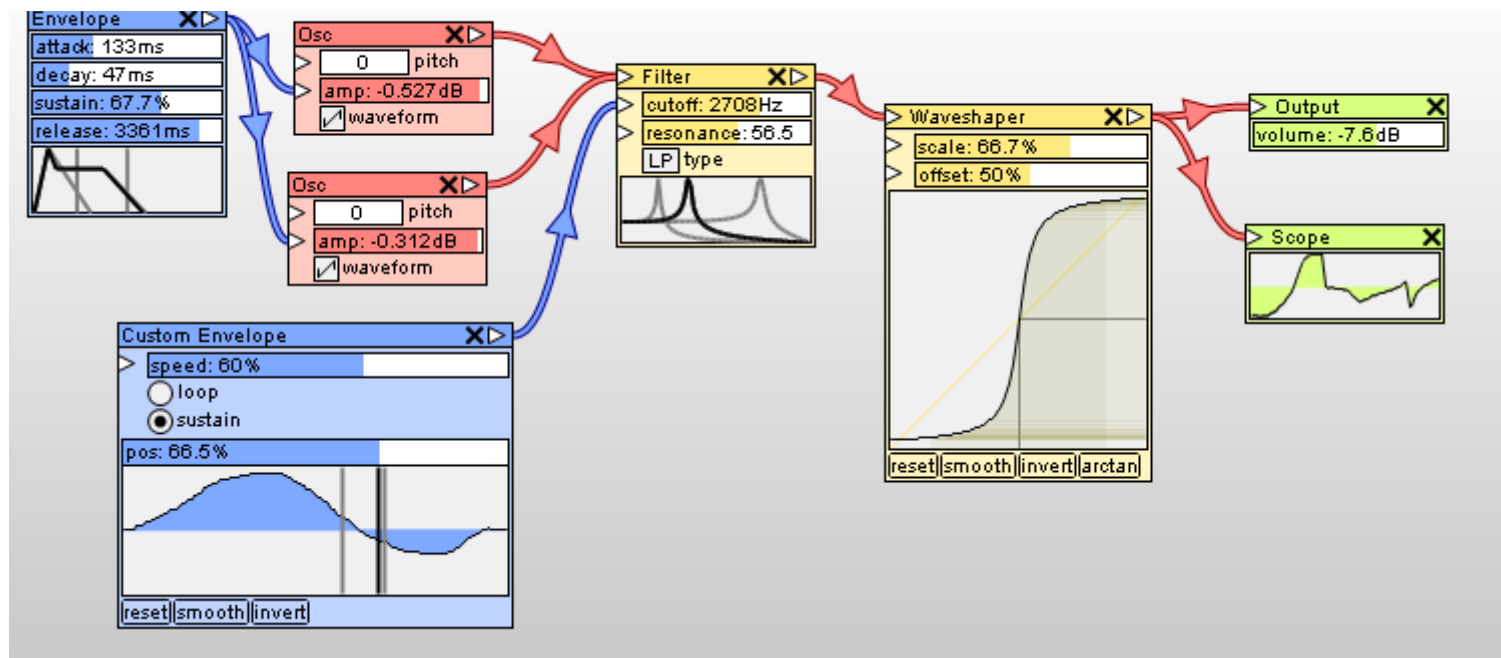 Envelope
attack: 133ms
decay: 47ms
sustain: 67.7%
release: 3361ms
Osc
0 pitch
amp: -0.527dB
waveform
Osc
0 pitch
amp: -0.312dB
waveform
Custom Envelope
speed: 60%
loop
sustain
pos: 66.5%
reset smooth invert
Filter
cutoff: 2708Hz
resonance: 56.5
LP type
Waveshaper
scale: 66.7%
offset: 50%
reset smooth invert arctan
Output
volume: -7.6dB
Scope